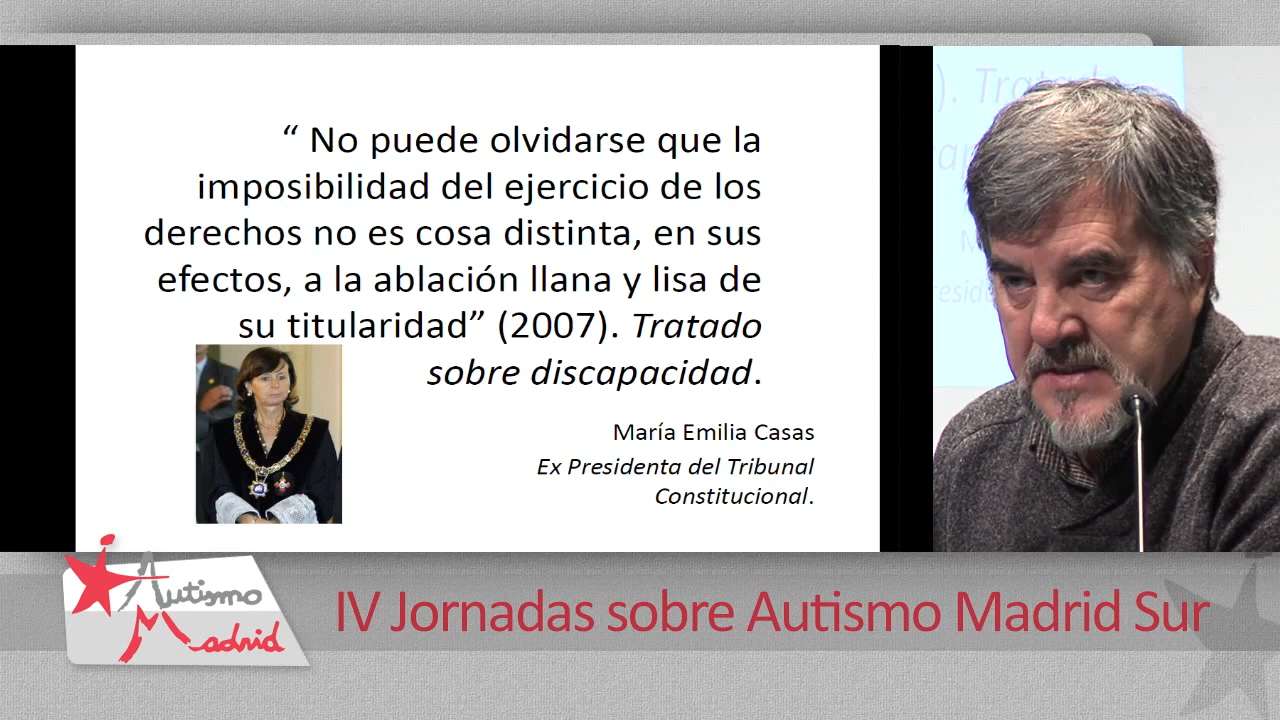 “ No puede olvidarse que la
imposibilidad del ejercicio de los
derechos no es cosa distinta, en sus
efectos, a la ablación llana y lisa de
su titularidad” (2007). Tratado
sobre discapacidad.
María Emilia Casas
Ex Presidenta del Tribunal
Constitucional.
). Tratado
Autismo
Madrid
IV Jornadas sobre Autismo Madrid Sur